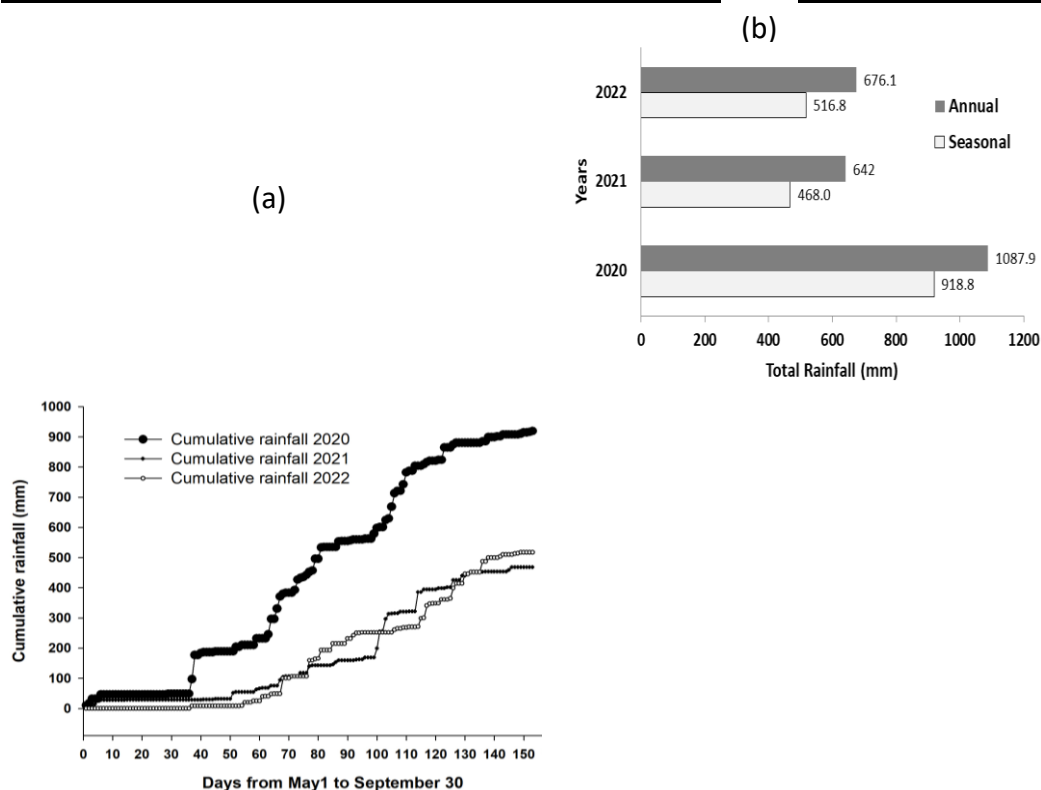 (b)
2022
676.1
516.8
Annual
Seasonal
Years
2021
642
468.0
2020
1087.9
918.8
0 200 400 600 800 1000 1200
Total Rainfall (mm)
(a)
1000
900
800
700
600
500
400
300
200
100
0
Cumulative rainfall (mm)
Cumulative rainfall 2020
Cumulative rainfall 2021
Cumulative rainfall 2022
0 10 20 30 40 50 60 70 80 90 100 110 120 130 140 150
Days from May1 to September 30